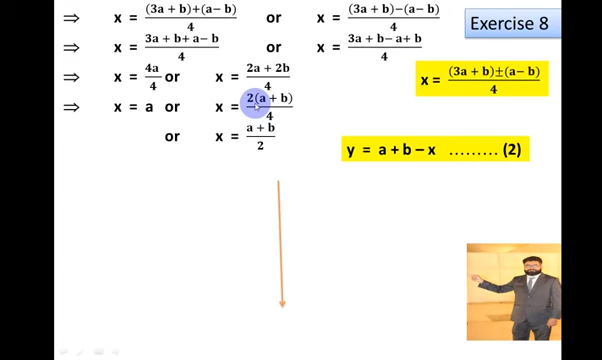 ⇒ x = (3a + b)+(a− b)/4 or x = (3a + b)−(a− b)/4
⇒ x = 3a + b+ a− b/4 or x = 3a + b− a+ b/4
⇒ x = 4a/4 or x = 2a + 2b/4
⇒ x = a or x = 2(a + b)/4
or x = a + b/2
Exercise 8
x = (3a + b)±(a− b)/4
y = a + b − x ......... (2)